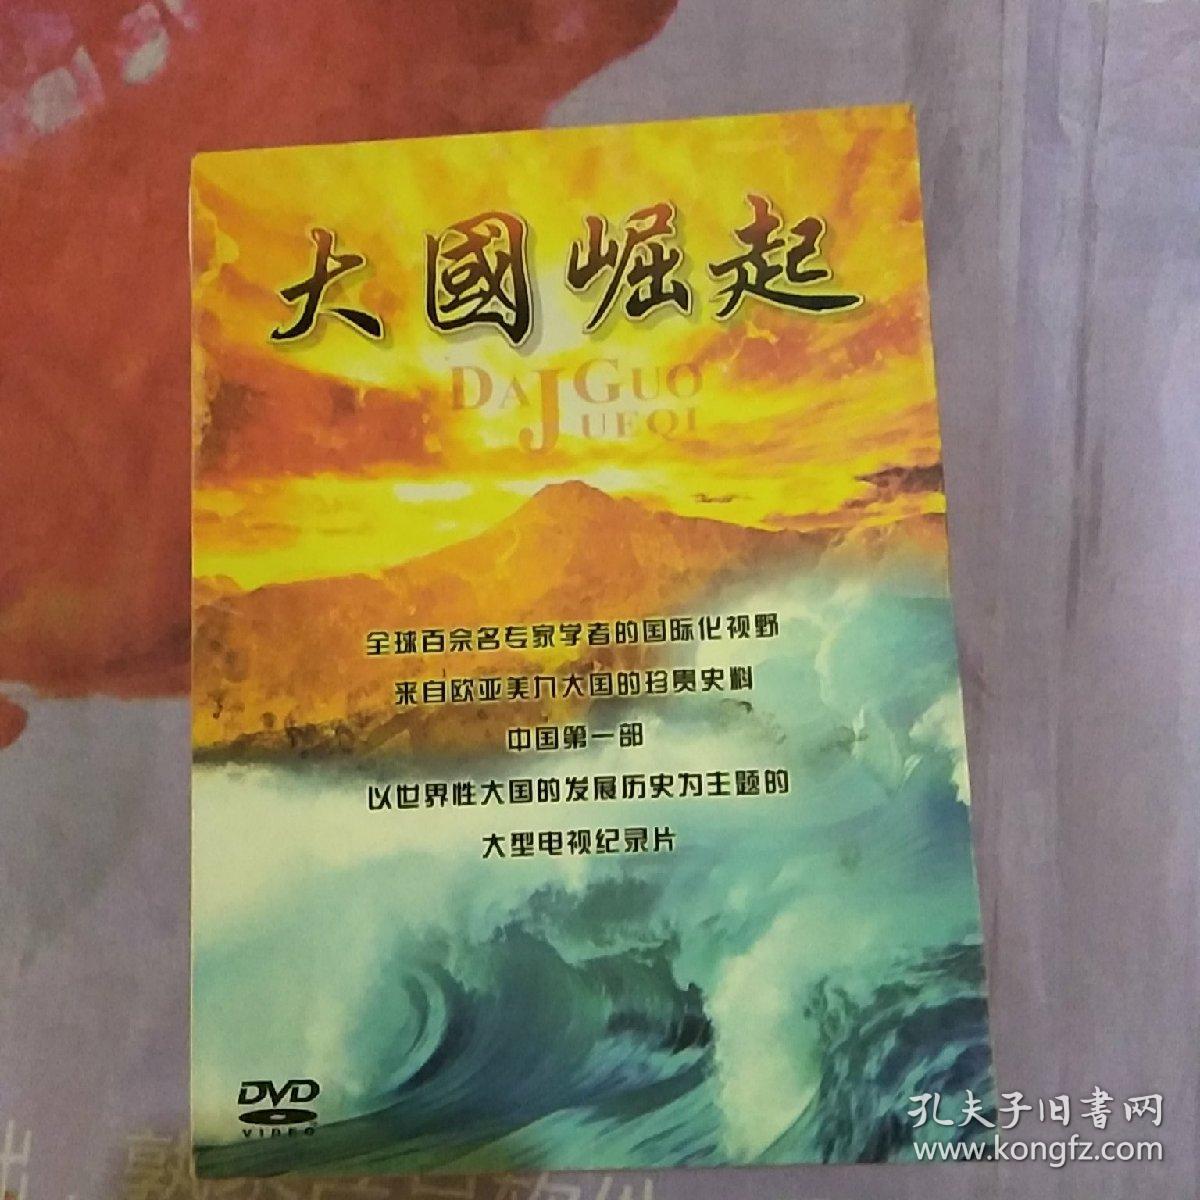 大國崛起
DA GUO
JUEQI
全球百余名专家学者的国际化视野
来自欧亚美九大国的珍贵史料
中国第一部
以世界性大国的发展历史为主题的
大型电视纪录片
DVD
VIDEO
孔夫子旧書网
www.kongfz.com